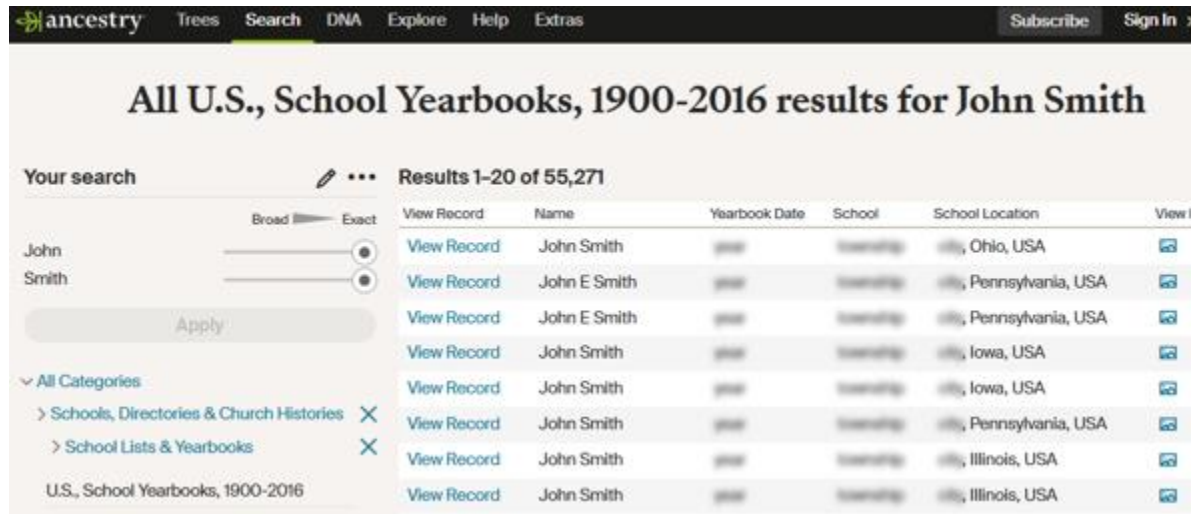 ancestry Trees Search DNA Explore Help Extras Subscribe Sign In
All U.S., School Yearbooks, 1900-2016 results for John Smith
Your search
Results 1–20 of 55,271
Broad Exact
View Record Name Yearbook Date School School Location View
John
Smith
Apply
View Record John Smith , Ohio, USA
View Record John E Smith , Pennsylvania, USA
View Record John E Smith , Pennsylvania, USA
View Record John Smith , Iowa, USA
View Record John Smith , Iowa, USA
View Record John Smith , Pennsylvania, USA
View Record John Smith , Illinois, USA
View Record John Smith , Illinois, USA
All Categories
Schools, Directories & Church Histories
School Lists & Yearbooks
U.S., School Yearbooks, 1900-2016